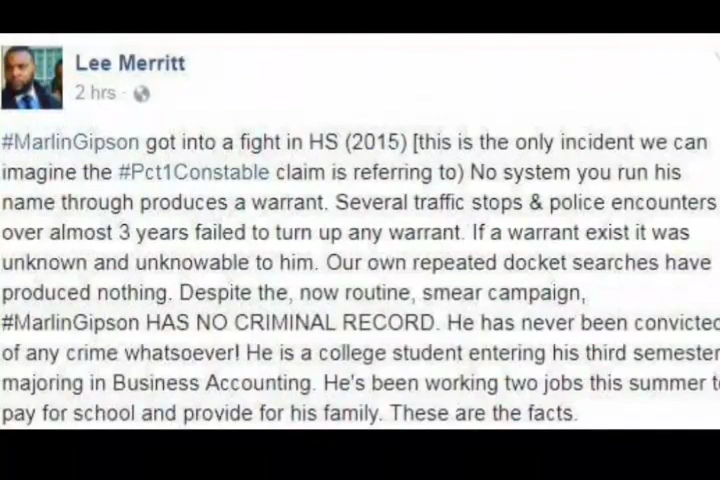 Lee Merritt
2 hrs ·
#MarlinGipson got into a fight in HS (2015) [this is the only incident we can
imagine the #Pct1Constable claim is referring to) No system you run his
name through produces a warrant. Several traffic stops & police encounters
over almost 3 years failed to turn up any warrant. If a warrant exist it was
unknown and unknowable to him. Our own repeated docket searches have
produced nothing. Despite the, now routine, smear campaign,
#MarlinGipson HAS NO CRIMINAL RECORD. He has never been convicted
of any crime whatsoever! He is a college student entering his third semester
majoring in Business Accounting. He's been working two jobs this summer t
pay for school and provide for his family. These are the facts.